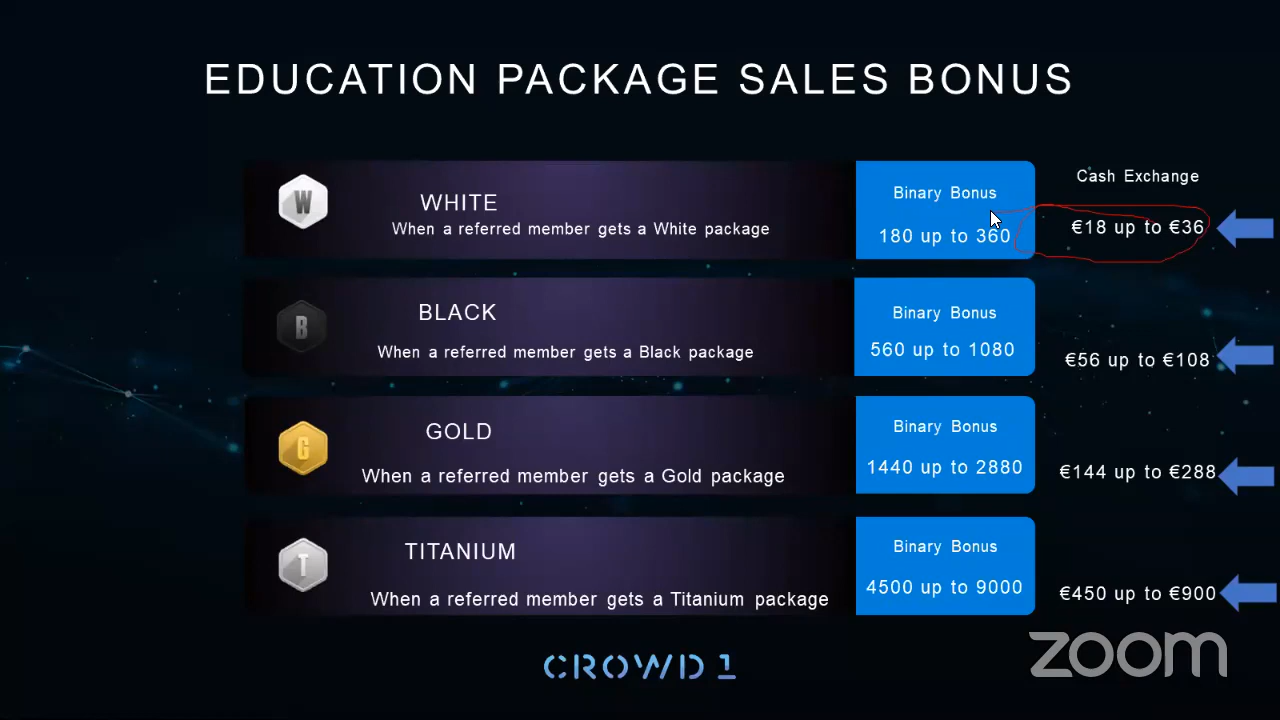 EDUCATION PACKAGE SALES BONUS
W
WHITE
When a referred member gets a White package
Binary Bonus
180 up to 360
Cash Exchange
€18 up to €36
B
BLACK
When a referred member gets a Black package
Binary Bonus
560 up to 1080
€56 up to €108
G
GOLD
When a referred member gets a Gold package
Binary Bonus
1440 up to 2880
€144 up to €288
T
TITANIUM
When a referred member gets a Titanium package
Binary Bonus
4500 up to 9000
€450 up to €900
CROWD 1
zoom